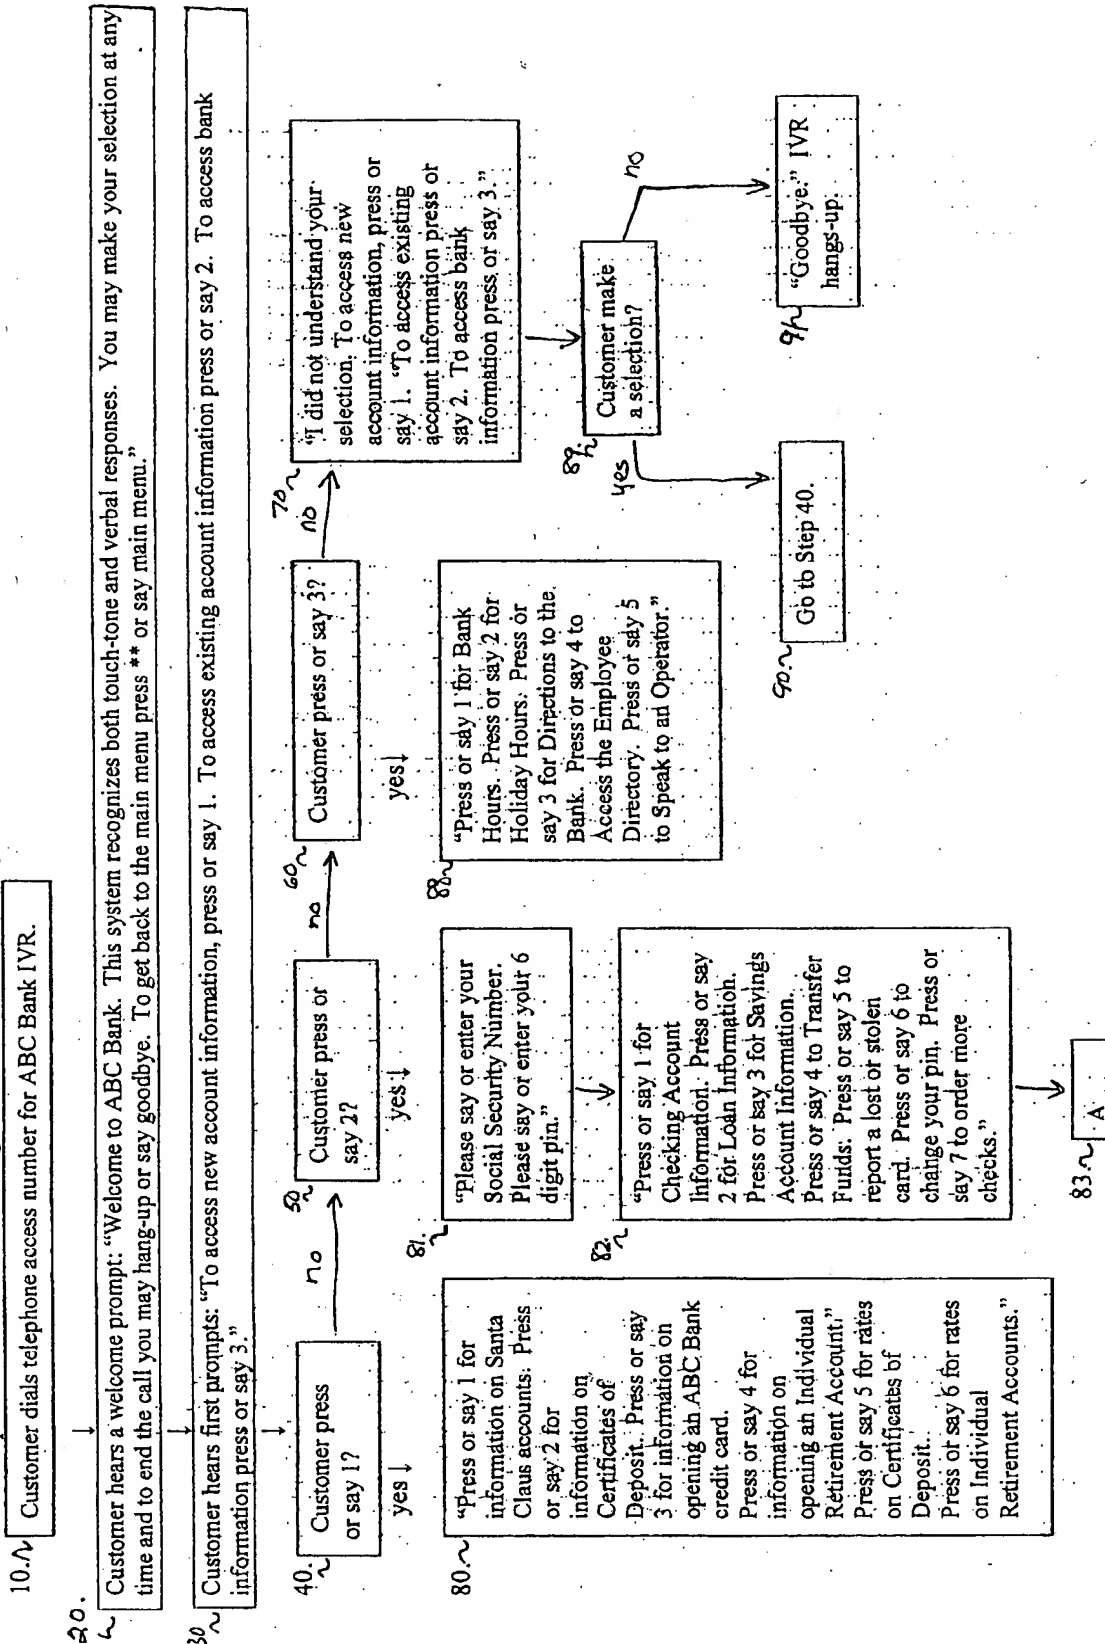 10.
Customer dials telephone access number for ABC Bank IVR.
20.
Customer hears a welcome prompt: “Welcome to ABC Bank. This system recognizes both touch-tone and verbal responses. You may make your selection at any
time and to end the call you may hang-up or say goodbye. To get back to the main menu press ** or say main menu.”
30
Customer hears first prompts: “To access new account information, press or say 1. To access existing account information press or say 2. To access bank
information press or say 3.”
40.
Customer press
or say 1?
no
50.
Customer press or
say 2?
no
60.
Customer press or say 3?
no
70.
“I did not understand your
selection. To access new
account information, press or
say 1. “To access existing
account information press or
say 2. To access bank
information press or say 3.”
yes
yes
yes
80.
“Press or say 1 for
information on Santa
Claus accounts. Press
or say 2 for
information on
Certificates of
Deposit. Press or say
3 for information on
opening an ABC Bank
credit card.
Press or say 4 for
information on
opening an Individual
Retirement Account.”
Press or say 5 for rates
on Certificates of
Deposit.
Press or say 6 for rates
on Individual
Retirement Accounts.”
81.
“Please say or enter your
Social Security Number.
Please say or enter your 6
digit pin.”
82.
“Press or say 1 for
Checking Account
Information. Press or say
2 for Loan Information.
Press or say 3 for Savings
Account Information.
Press or say 4 to Transfer
Funds: Press or say 5 to
report a lost or stolen
card. Press or say 6 to
change your pin. Press or
say 7 to order more
checks.”
83.
A
88.
“Press or say 1 for Bank
Hours. Press or say 2 for
Holiday Hours. Press or
say 3 for Directions to the
Bank. Press or say 4 to
Access the Employee
Directory. Press or say 5
to Speak to an Operator.”
89.
Customer make
a selection?
yes
no
90.
Go to Step 40.
91
“Goodbye.” IVR
hangs-up.